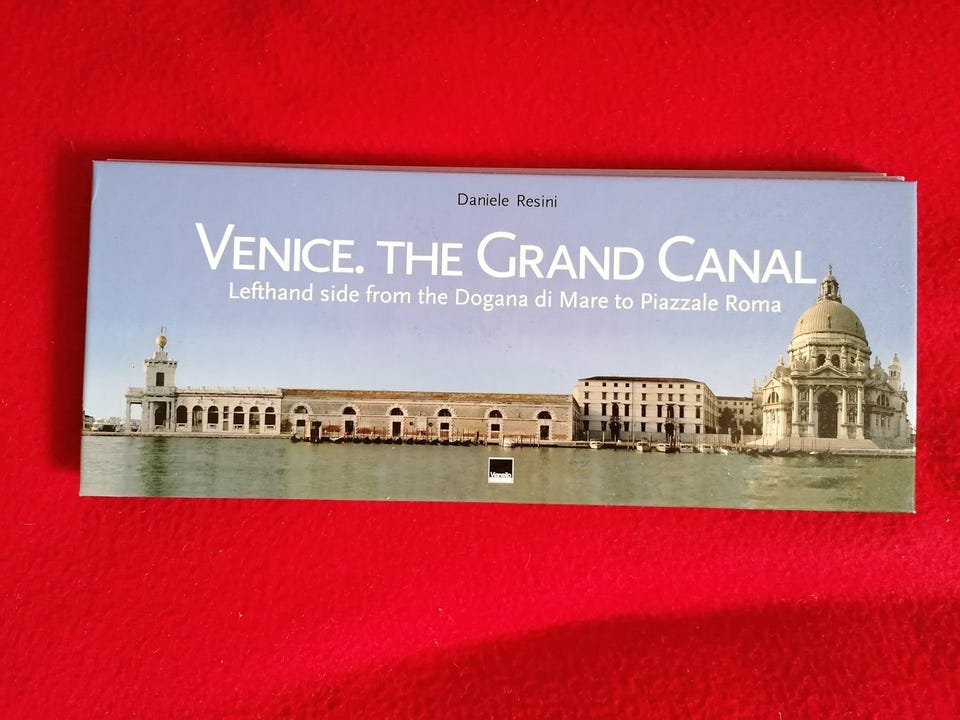 Daniele Resini
VENICE. THE GRAND CANAL
Lefthand side from the Dogana di Mare to Piazzale Roma